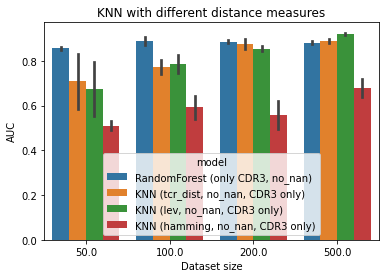 KNN with different distance measures
AUC
0.8
0.6
0.4
0.2
0.0
model
RandomForest (only CDR3, no_nan)
KNN (tcr_dist, no_nan, CDR3 only)
KNN (lev, no_nan, CDR3 only)
KNN (hamming, no_nan, CDR3 only)
50.0 100.0 200.0 500.0
Dataset size